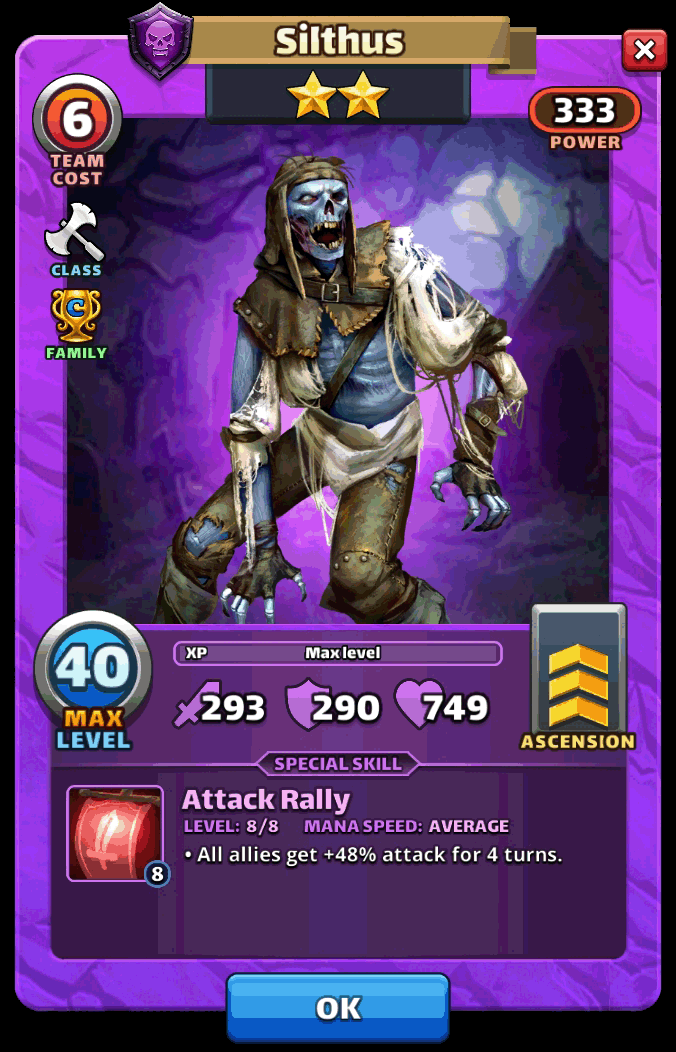 Silthus
6
TEAM
COST
333
POWER
CLASS
C
FAMILY
40
MAX
LEVEL
XP Max level
293 290 749
ASCENSION
SPECIAL SKILL
Attack Rally
LEVEL: 8/8 MANA SPEED: AVERAGE
8
• All allies get +48% attack for 4 turns.
OK